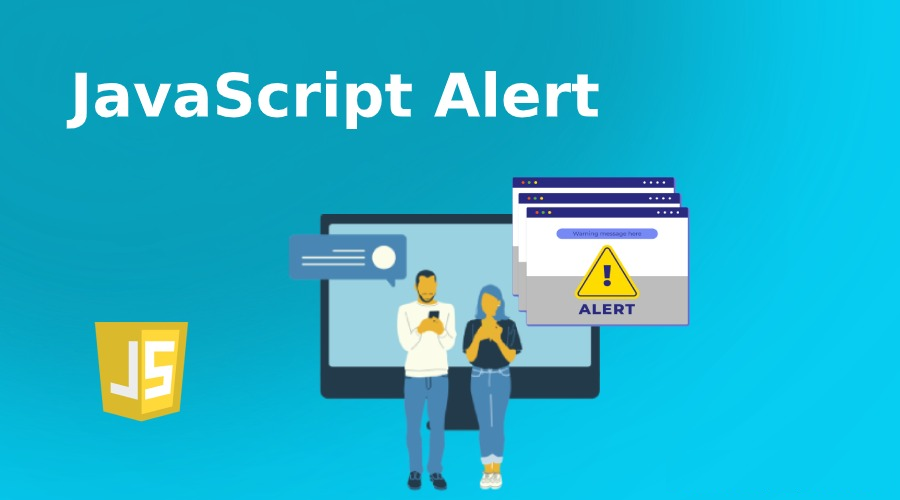 JavaScript Alert
Warning message here
ALERT
JS